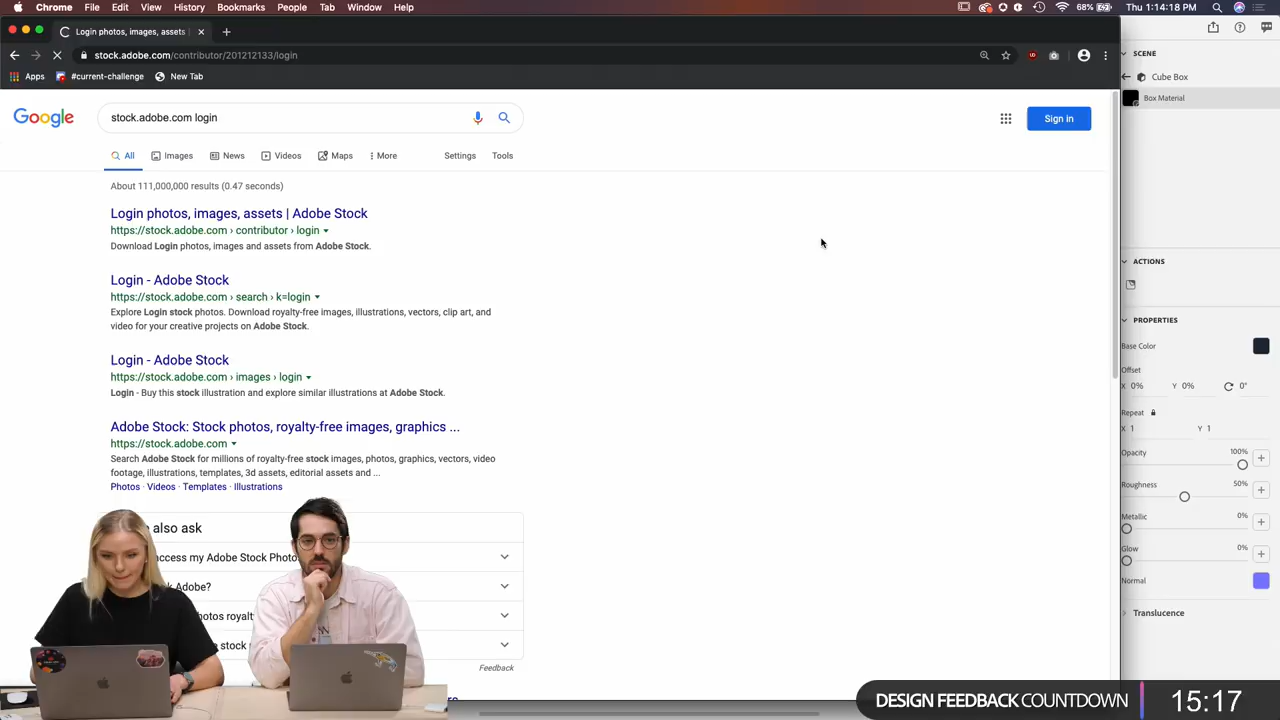 Chrome File Edit View History Bookmarks People Tab Window Help
68% Thu 1:14:18 PM
Login photos, images, assets
stock.adobe.com/contributor/201212133/login
Apps #current-challenge New Tab
Google stock.adobe.com login Sign in
All Images News Videos Maps More Settings Tools
About 111,000,000 results (0.47 seconds)
Login photos, images, assets | Adobe Stock
https://stock.adobe.com › contributor › login
Download Login photos, images and assets from Adobe Stock.
Login - Adobe Stock
https://stock.adobe.com › search › k=login
Explore Login stock photos. Download royalty-free images, illustrations, vectors, clip art, and
video for your creative projects on Adobe Stock.
Login - Adobe Stock
https://stock.adobe.com › images › login
Login - Buy this stock illustration and explore similar illustrations at Adobe Stock.
Adobe Stock: Stock photos, royalty-free images, graphics ...
https://stock.adobe.com
Search Adobe Stock for millions of royalty-free stock images, photos, graphics, vectors, video
footage, illustrations, templates, 3d assets, editorial assets and ...
Photos · Videos · Templates · Illustrations
also ask
access my Adobe Stock
Adobe?
Feedback
SCENE
Cube Box
Box Material
ACTIONS
PROPERTIES
Base Color
Offset
X 0% Y 0% 0°
Repeat
X 1 Y 1
Opacity 100%
Roughness 50%
Metallic 0%
Glow 0%
Normal
Translucence
DESIGN FEEDBACK COUNTDOWN 15:17